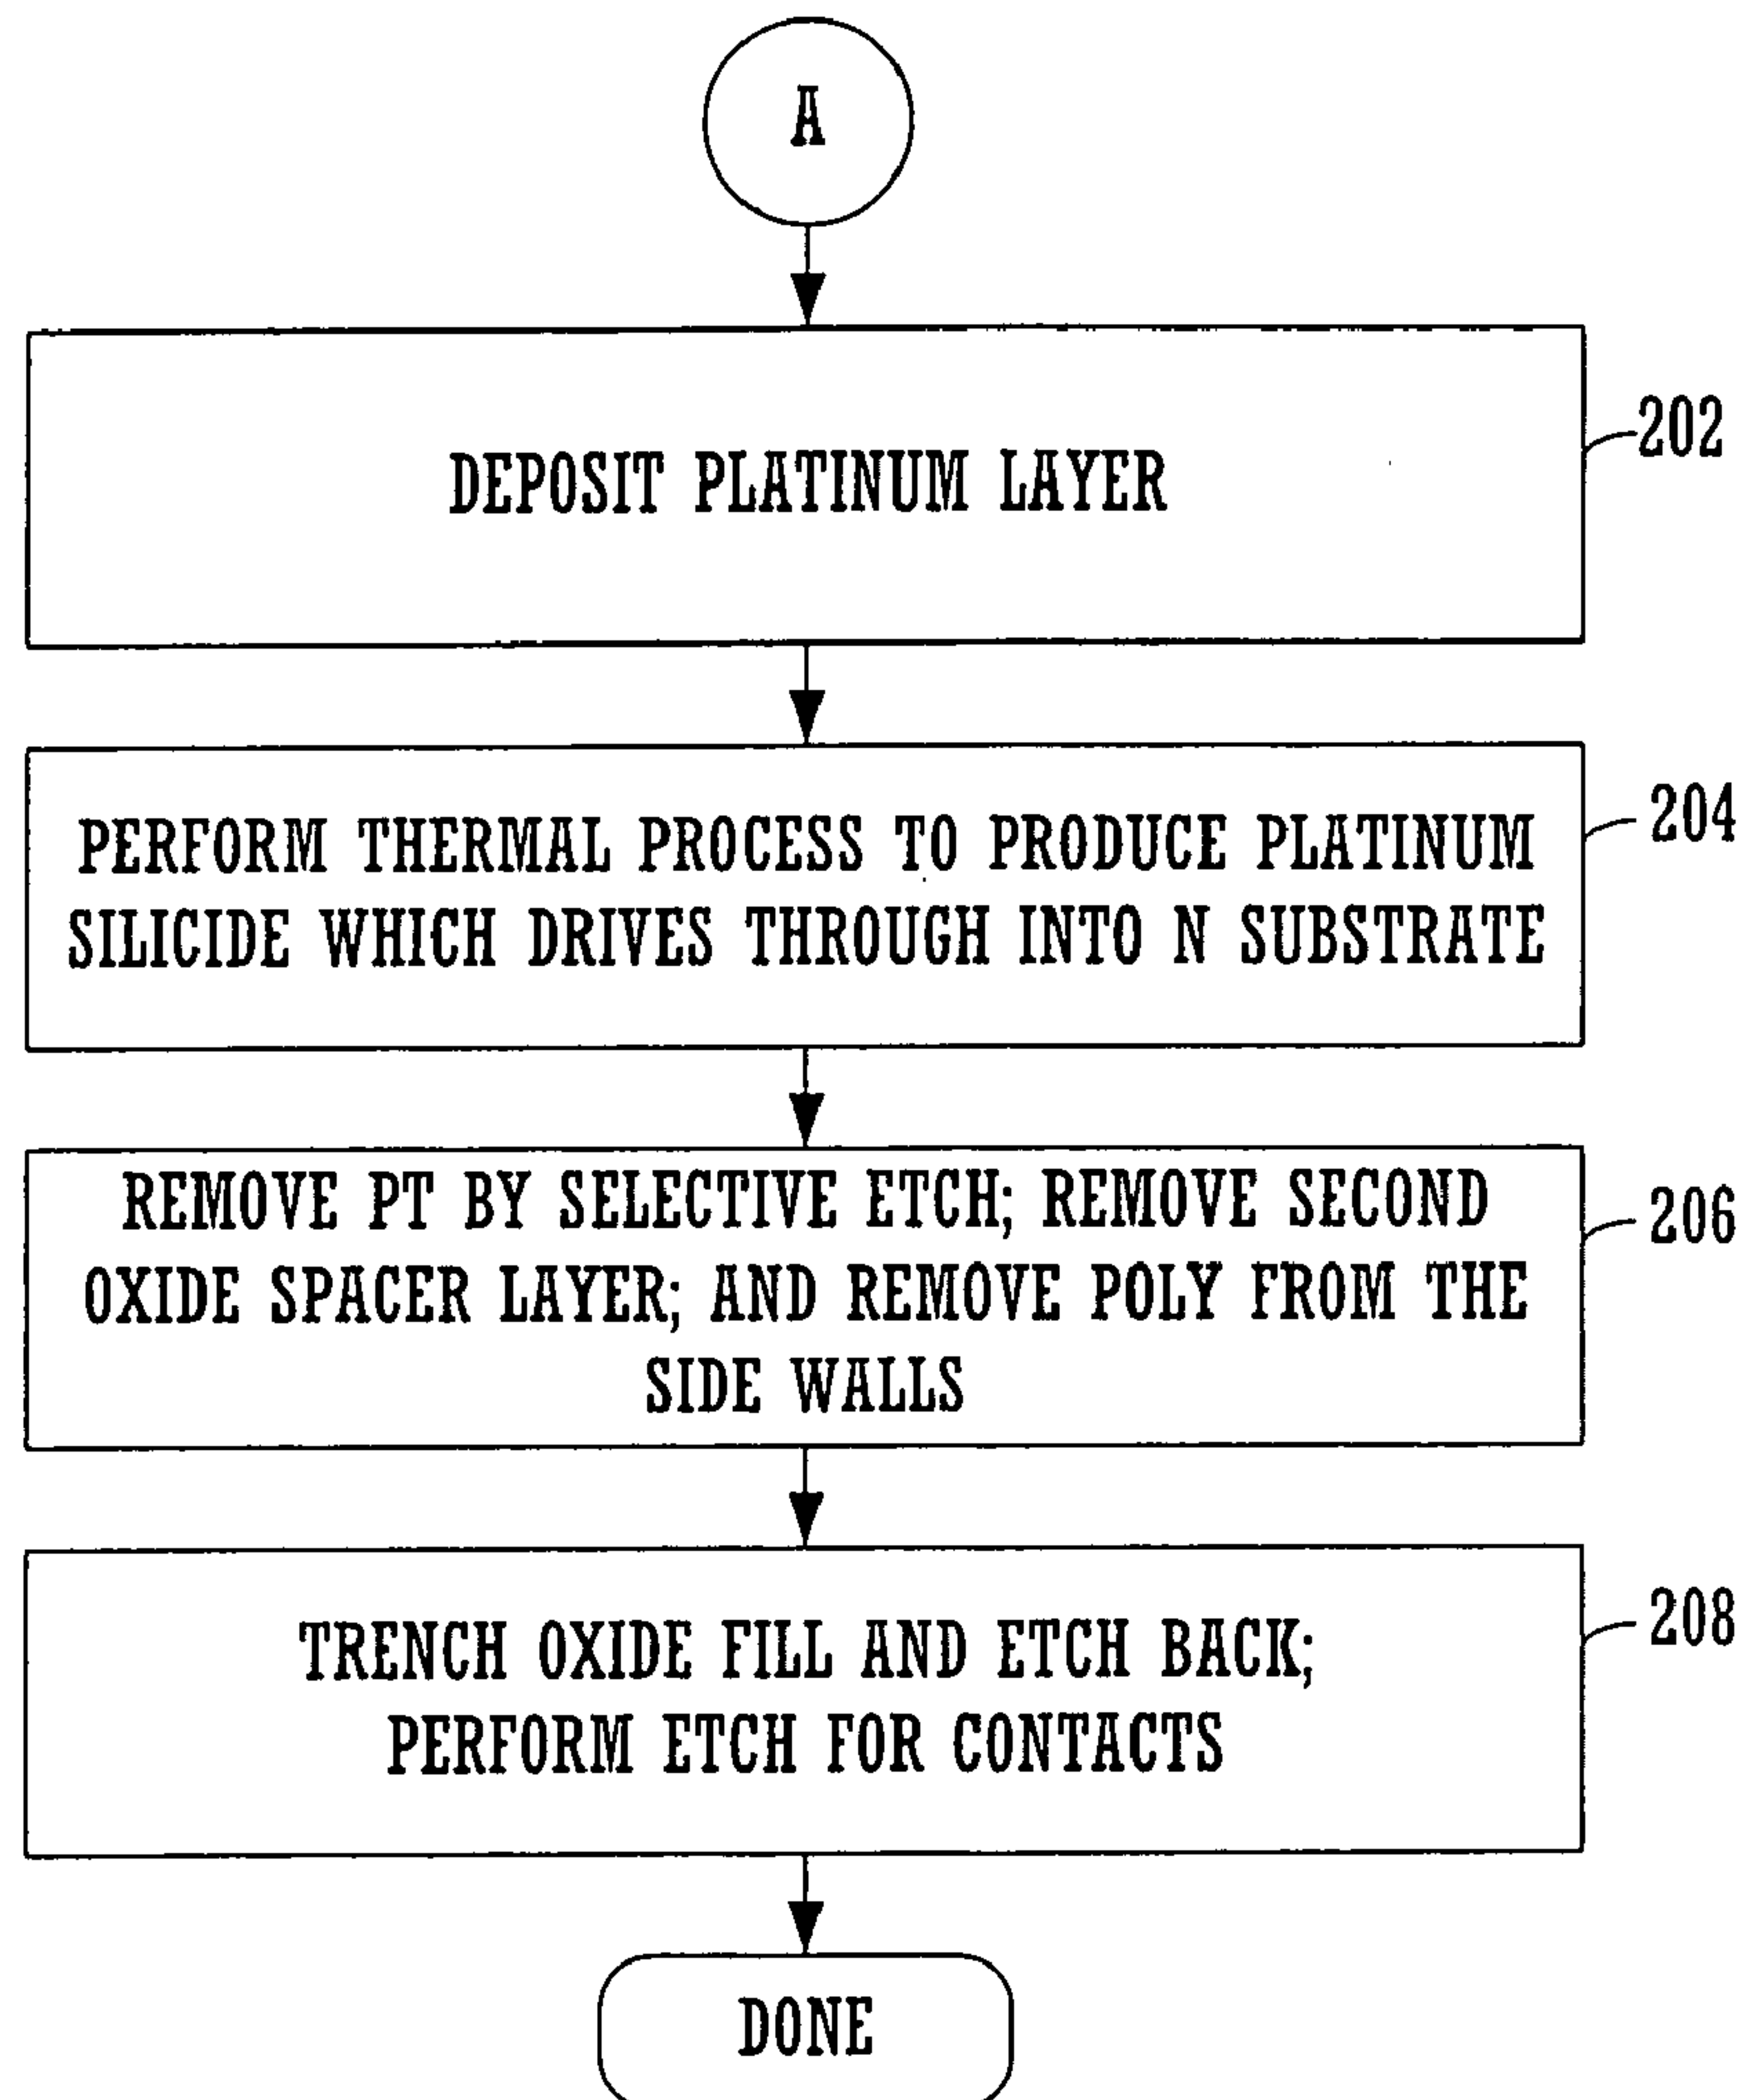 A
DEPOSIT PLATINUM LAYER
202
PERFORM THERMAL PROCESS TO PRODUCE PLATINUM
SILICIDE WHICH DRIVES THROUGH INTO N SUBSTRATE
204
REMOVE PT BY SELECTIVE ETCH; REMOVE SECOND
OXIDE SPACER LAYER; AND REMOVE POLY FROM THE
SIDE WALLS
206
TRENCH OXIDE FILL AND ETCH BACK;
PERFORM ETCH FOR CONTACTS
208
DONE